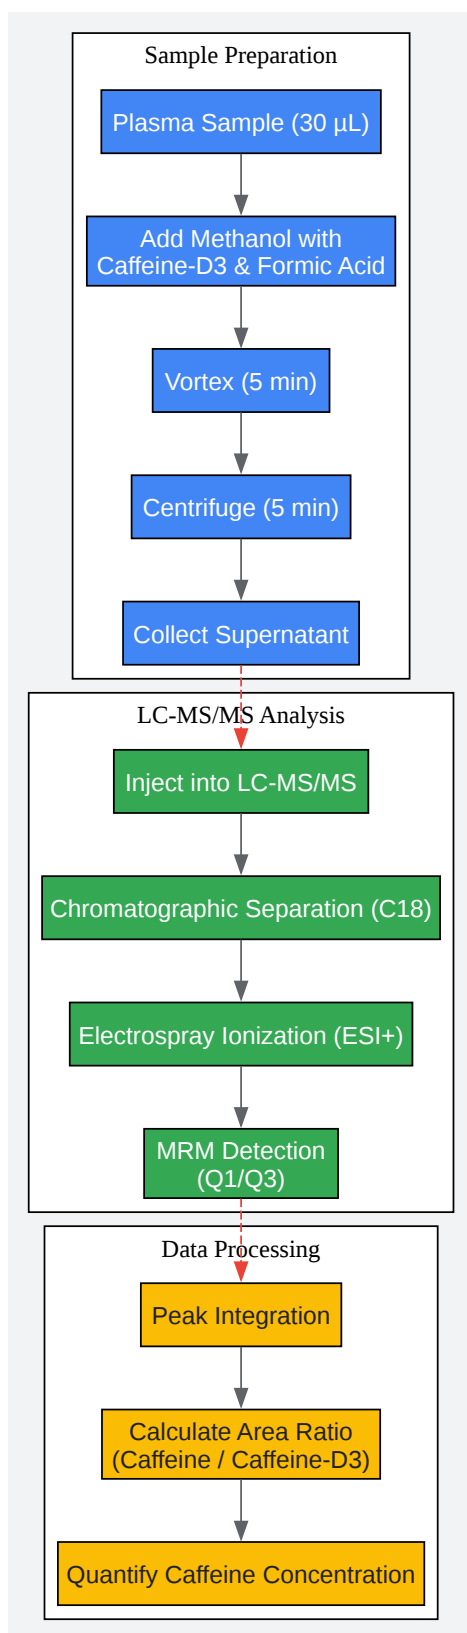 Sample Preparation
Plasma Sample (30 µL)
Add Methanol with
Caffeine-D3 & Formic Acid
Vortex (5 min)
Centrifuge (5 min)
Collect Supernatant
LC-MS/MS Analysis
Inject into LC-MS/MS
Chromatographic Separation (C18)
Electrospray Ionization (ESI+)
MRM Detection
(Q1/Q3)
Data Processing
Peak Integration
Calculate Area Ratio
(Caffeine / Caffeine-D3)
Quantify Caffeine Concentration